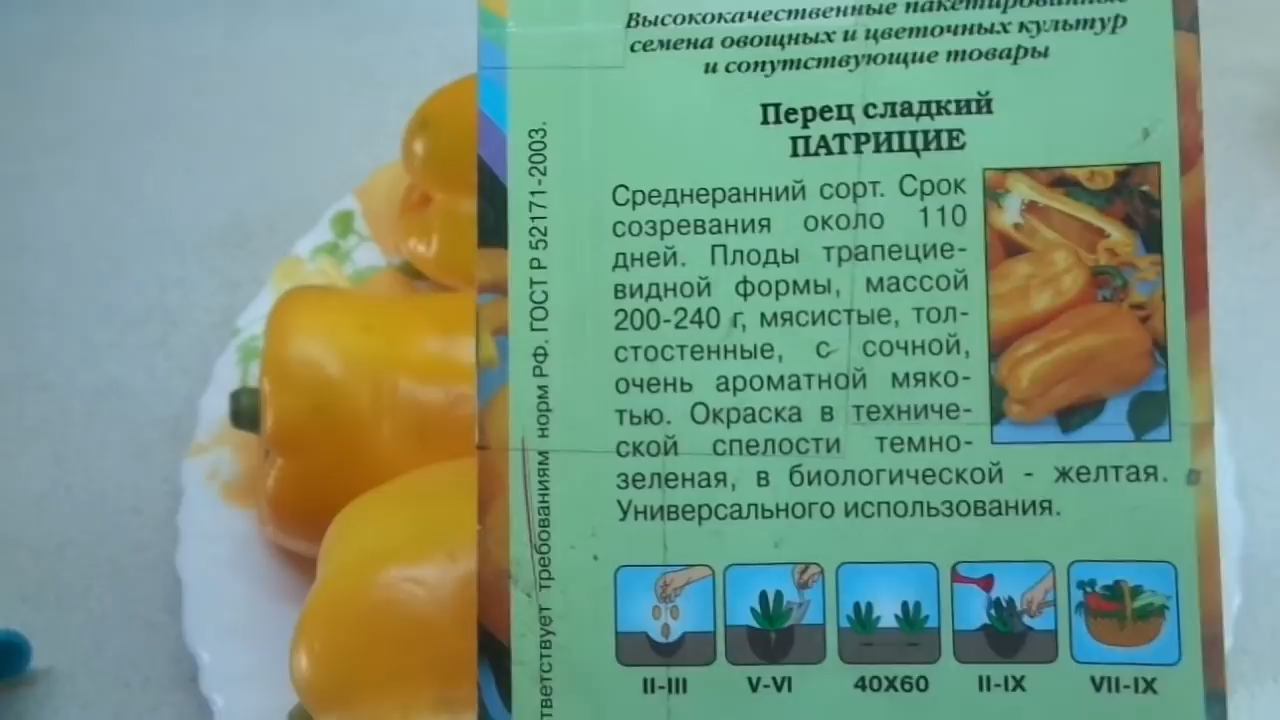 Высококачественные пакетированные
семена овощных и цветочных культур
и сопутствующие товары
Перец сладкий
ПАТРИЦИЕ
Среднеранний сорт. Срок
созревания около 110
дней. Плоды трапецие-
видной формы, массой
200-240 г, мясистые, тол-
стостенные, с сочной,
очень ароматной мяко-
тью. Окраска в техниче-
ской спелости темно-
зеленая, в биологической - желтая.
Универсального использования.
II-III
V-VI
40X60
II-IX
VII-IX
тветствует требованиям норм РФ. ГОСТ Р 52171-2003.